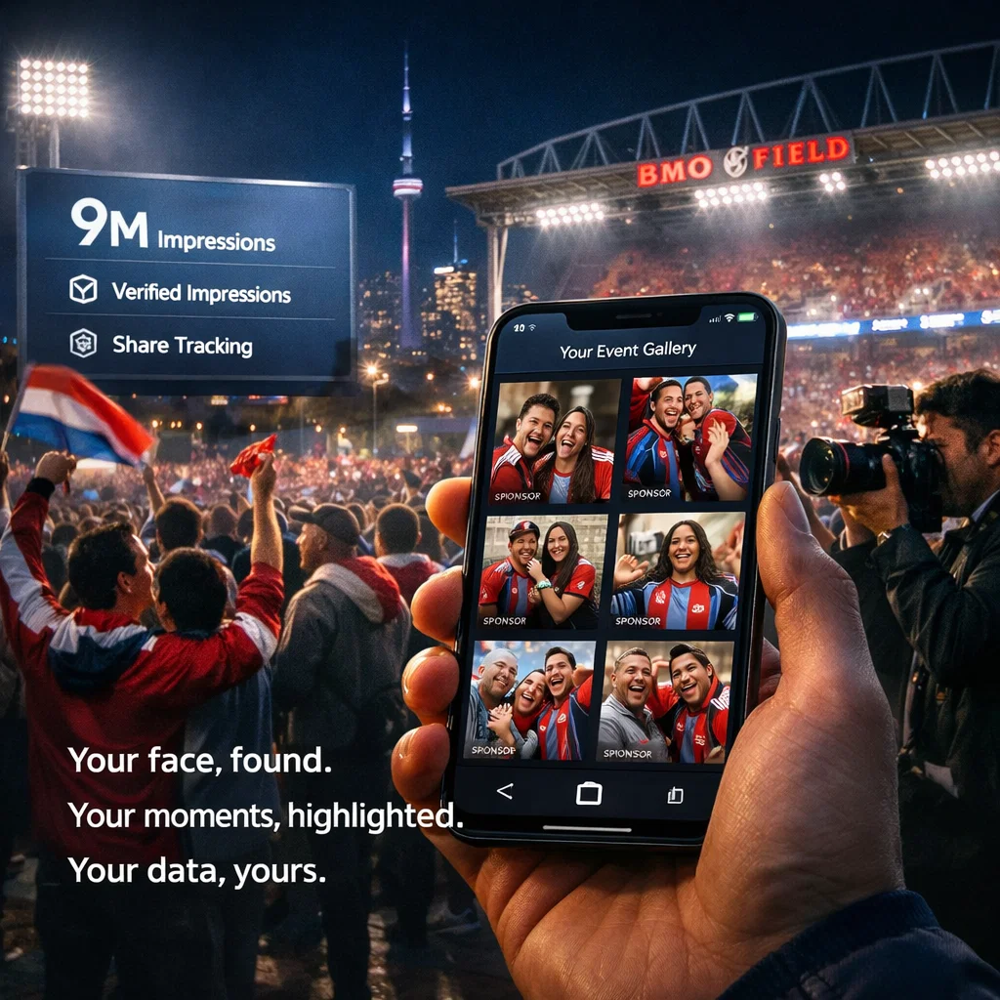 BMO FIELD
9M Impressions
Verified Impressions
Share Tracking
Your Event Gallery
SPONSOR
SPONSOR
SPONSOR
SPONSOR
SPONSOR
SPONSOR
Your face, found.
Your moments, highlighted.
Your data, yours.